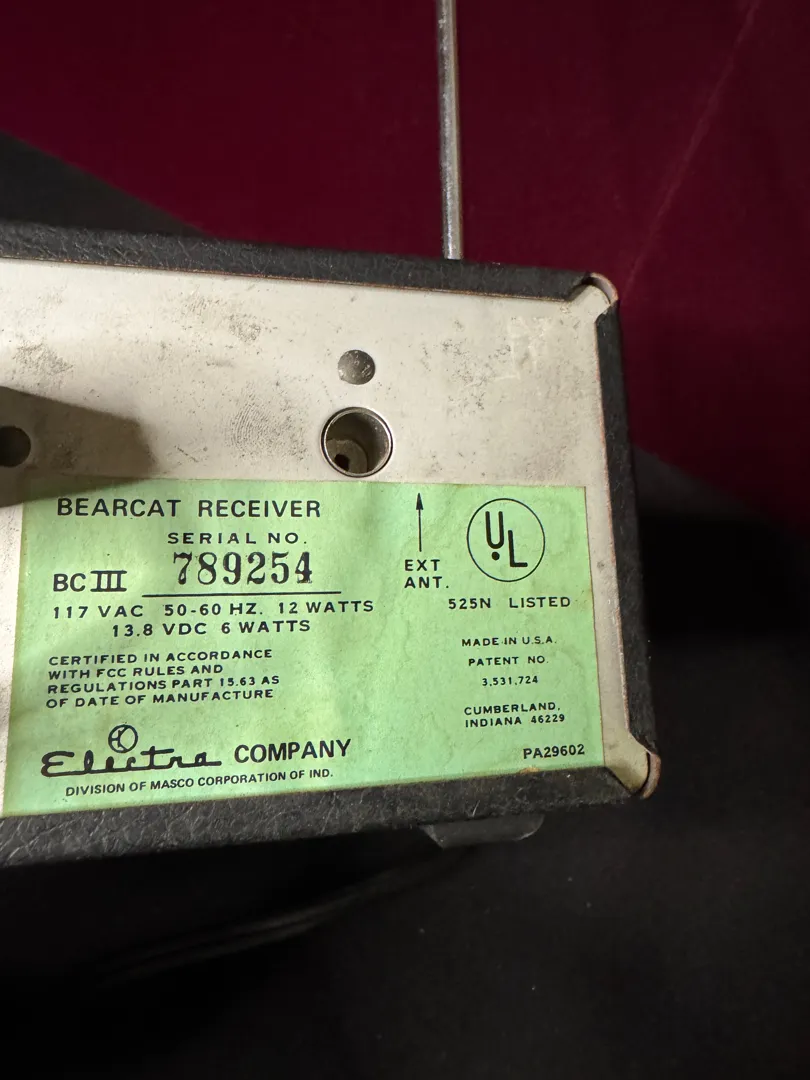 BEARCAT RECEIVER
SERIAL NO.
BC III 789254
117 VAC 50-60 HZ. 12 WATTS
13.8 VDC 6 WATTS
CERTIFIED IN ACCORDANCE
WITH FCC RULES AND
REGULATIONS PART 15.63 AS
OF DATE OF MANUFACTURE
Electra COMPANY
DIVISION OF MASCO CORPORATION OF IND.
EXT
ANT.
UL
525N LISTED
MADE IN U.S.A.
PATENT NO.
3,531,724
CUMBERLAND,
INDIANA 46229
PA29602